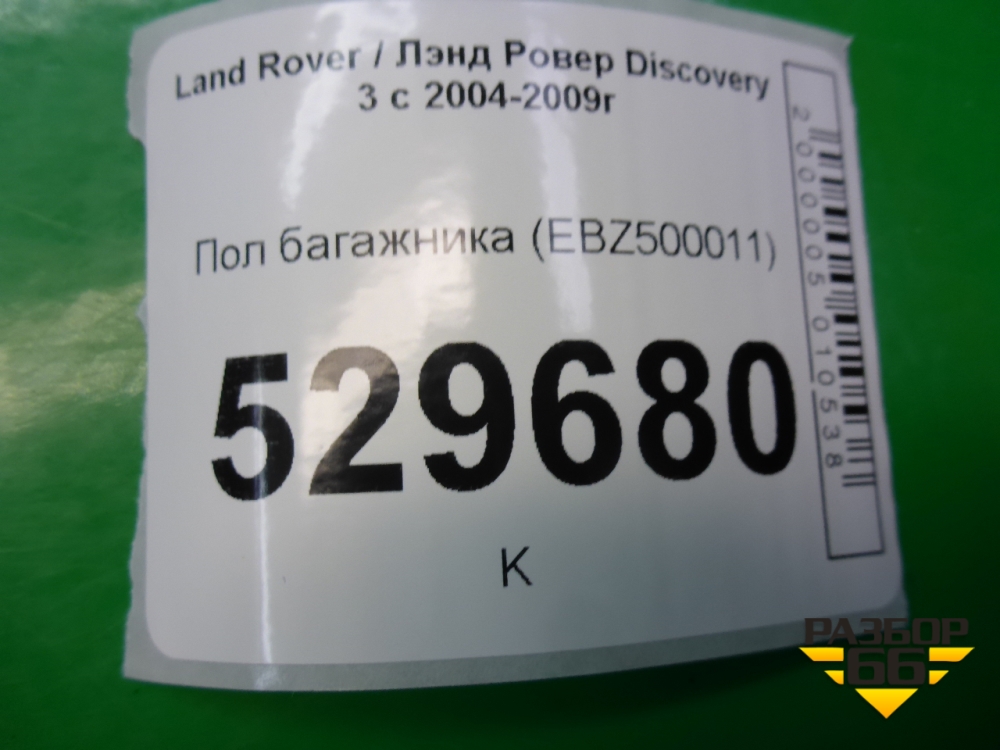 Land Rover / Лэнд Ровер Discovery
3 с 2004-2009г
Пол багажника (EBZ500011)
529680
К
2000005010538
РАЗБОР
66